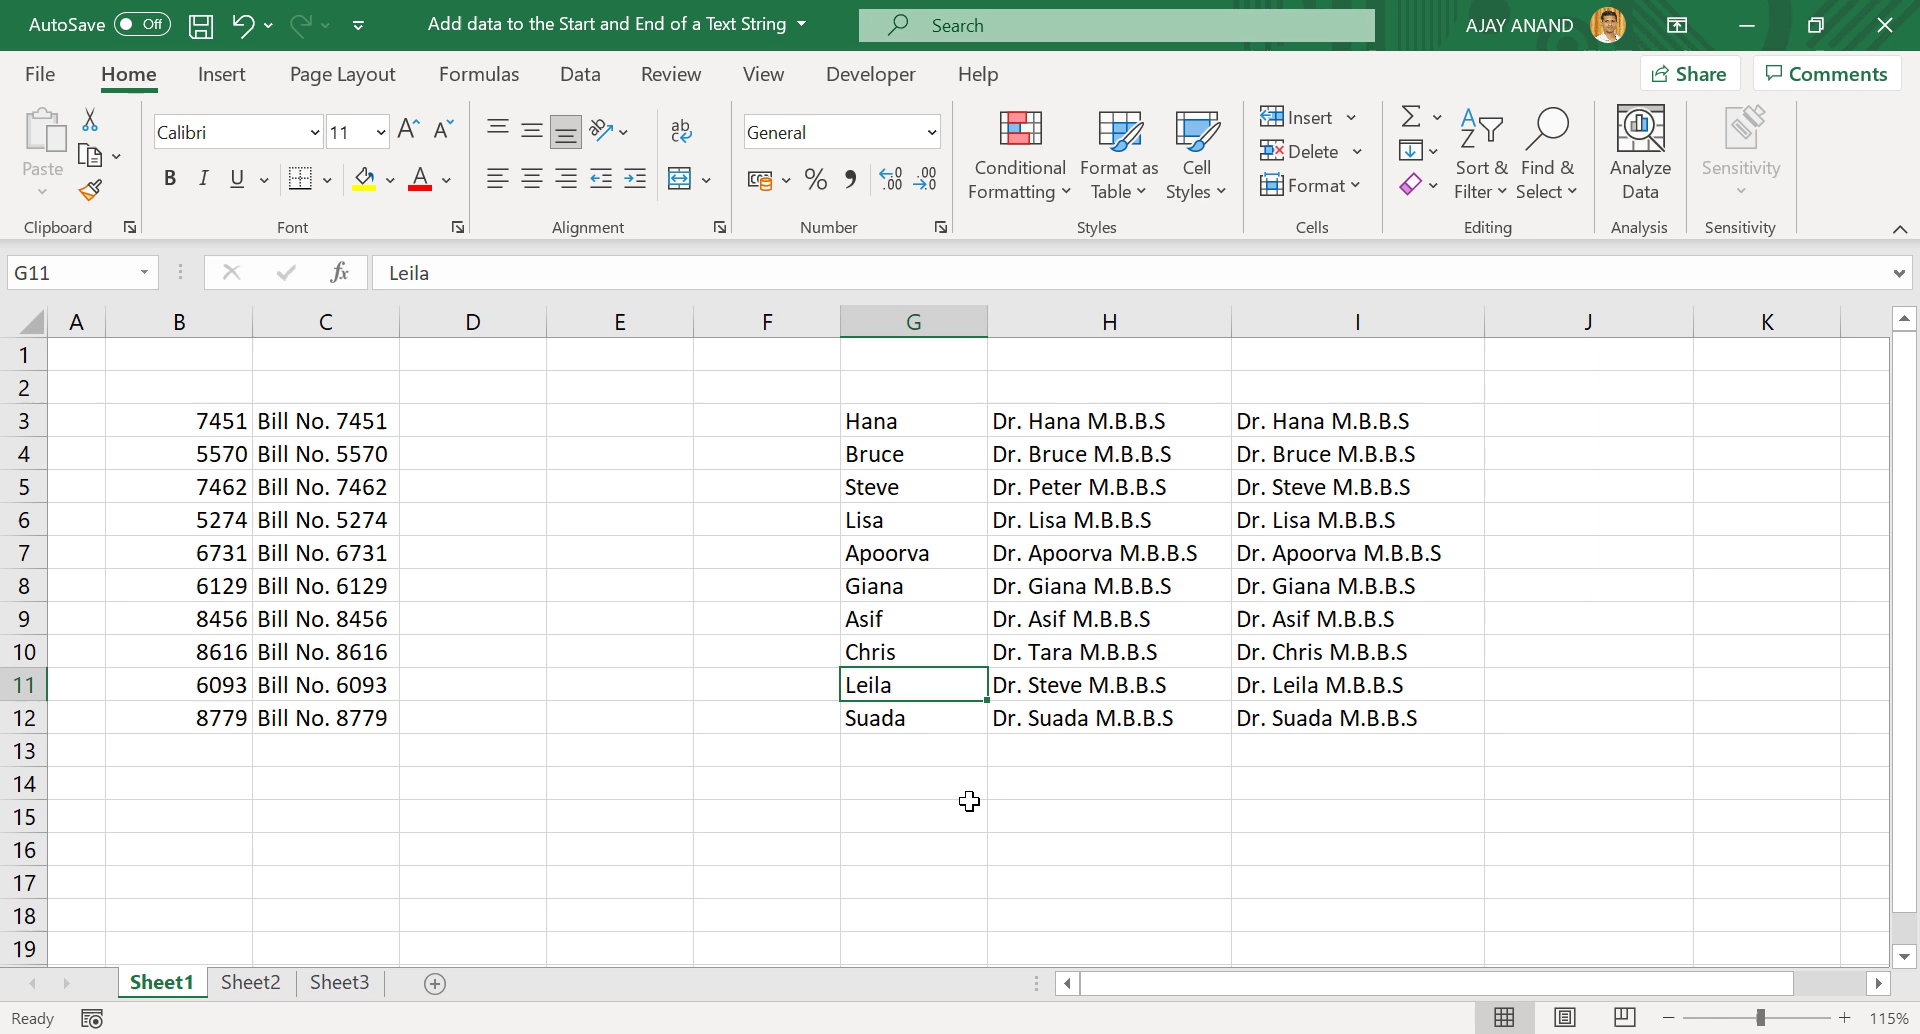 AutoSave Off Add data to the Start and End of a Text String Search AJAY ANAND
File Home Insert Page Layout Formulas Data Review View Developer Help Share Comments
Paste
Clipboard
Calibri 11
B I U A
Font
ab
Alignment
General
% .00
Number
Conditional Formatting
Format as Table
Cell Styles
Styles
Insert
Delete
Format
Cells
Sort & Filter
Find & Select
Editing
Analyze Data
Analysis
Sensitivity
Sensitivity
G11 fx Leila
A B C D E F G H I J K
1
2
3 7451 Bill No. 7451 Hana Dr. Hana M.B.B.S Dr. Hana M.B.B.S
4 5570 Bill No. 5570 Bruce Dr. Bruce M.B.B.S Dr. Bruce M.B.B.S
5 7462 Bill No. 7462 Steve Dr. Peter M.B.B.S Dr. Steve M.B.B.S
6 5274 Bill No. 5274 Lisa Dr. Lisa M.B.B.S Dr. Lisa M.B.B.S
7 6731 Bill No. 6731 Apoorva Dr. Apoorva M.B.B.S Dr. Apoorva M.B.B.S
8 6129 Bill No. 6129 Giana Dr. Giana M.B.B.S Dr. Giana M.B.B.S
9 8456 Bill No. 8456 Asif Dr. Asif M.B.B.S Dr. Asif M.B.B.S
10 8616 Bill No. 8616 Chris Dr. Tara M.B.B.S Dr. Chris M.B.B.S
11 6093 Bill No. 6093 Leila Dr. Steve M.B.B.S Dr. Leila M.B.B.S
12 8779 Bill No. 8779 Suada Dr. Suada M.B.B.S Dr. Suada M.B.B.S
13
14
15
16
17
18
19
Sheet1 Sheet2 Sheet3
Ready 115%